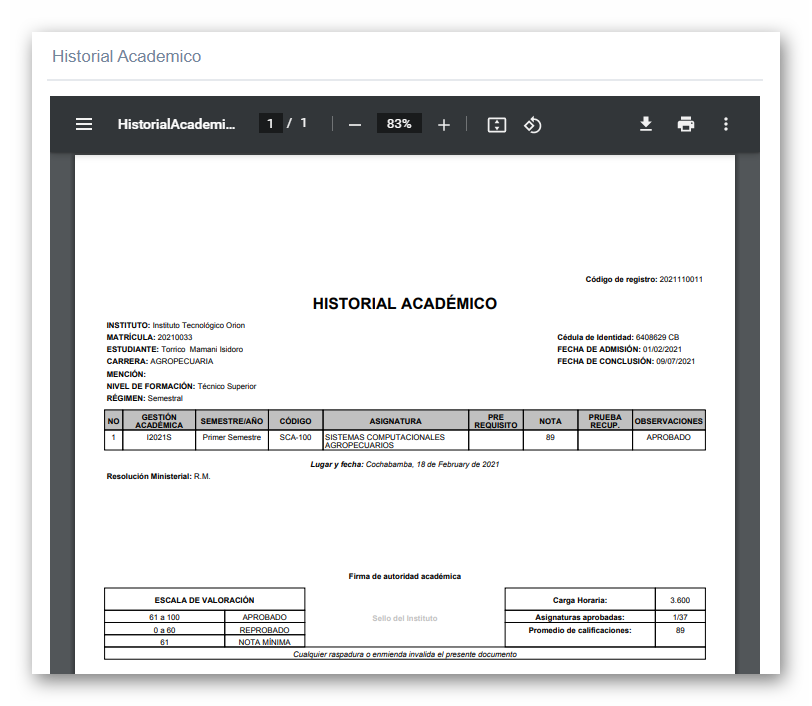 Historial Academico
HistorialAcademi...
1 / 1
83%
Código de registro: 2021110011
HISTORIAL ACADÉMICO
INSTITUTO: Instituto Tecnológico Orion
MATRÍCULA: 20210033
Cédula de Identidad: 6408629 CB
ESTUDIANTE: Torrico Mamani Isidoro
FECHA DE ADMISIÓN: 01/02/2021
CARRERA: AGROPECUARIA
FECHA DE CONCLUSIÓN: 09/07/2021
MENCIÓN:
NIVEL DE FORMACIÓN: Técnico Superior
RÉGIMEN: Semestral
NO GESTIÓN ACADÉMICA SEMESTRE/AÑO CÓDIGO ASIGNATURA PRE REQUISITO NOTA PRUEBA RECUP. OBSERVACIONES
1 I2021S Primer Semestre SCA-100 SISTEMAS COMPUTACIONALES AGROPECUARIOS 89 APROBADO
Lugar y fecha: Cochabamba, 18 de February de 2021
Resolución Ministerial: R.M.
Firma de autoridad académica
ESCALA DE VALORACIÓN
Carga Horaria: 3.600
61 a 100 APROBADO
Sello del Instituto
Asignaturas aprobadas: 1/37
0 a 60 REPROBADO
Promedio de calificaciones: 89
61 NOTA MÍNIMA
Cualquier raspadura o enmienda invalida el presente documento